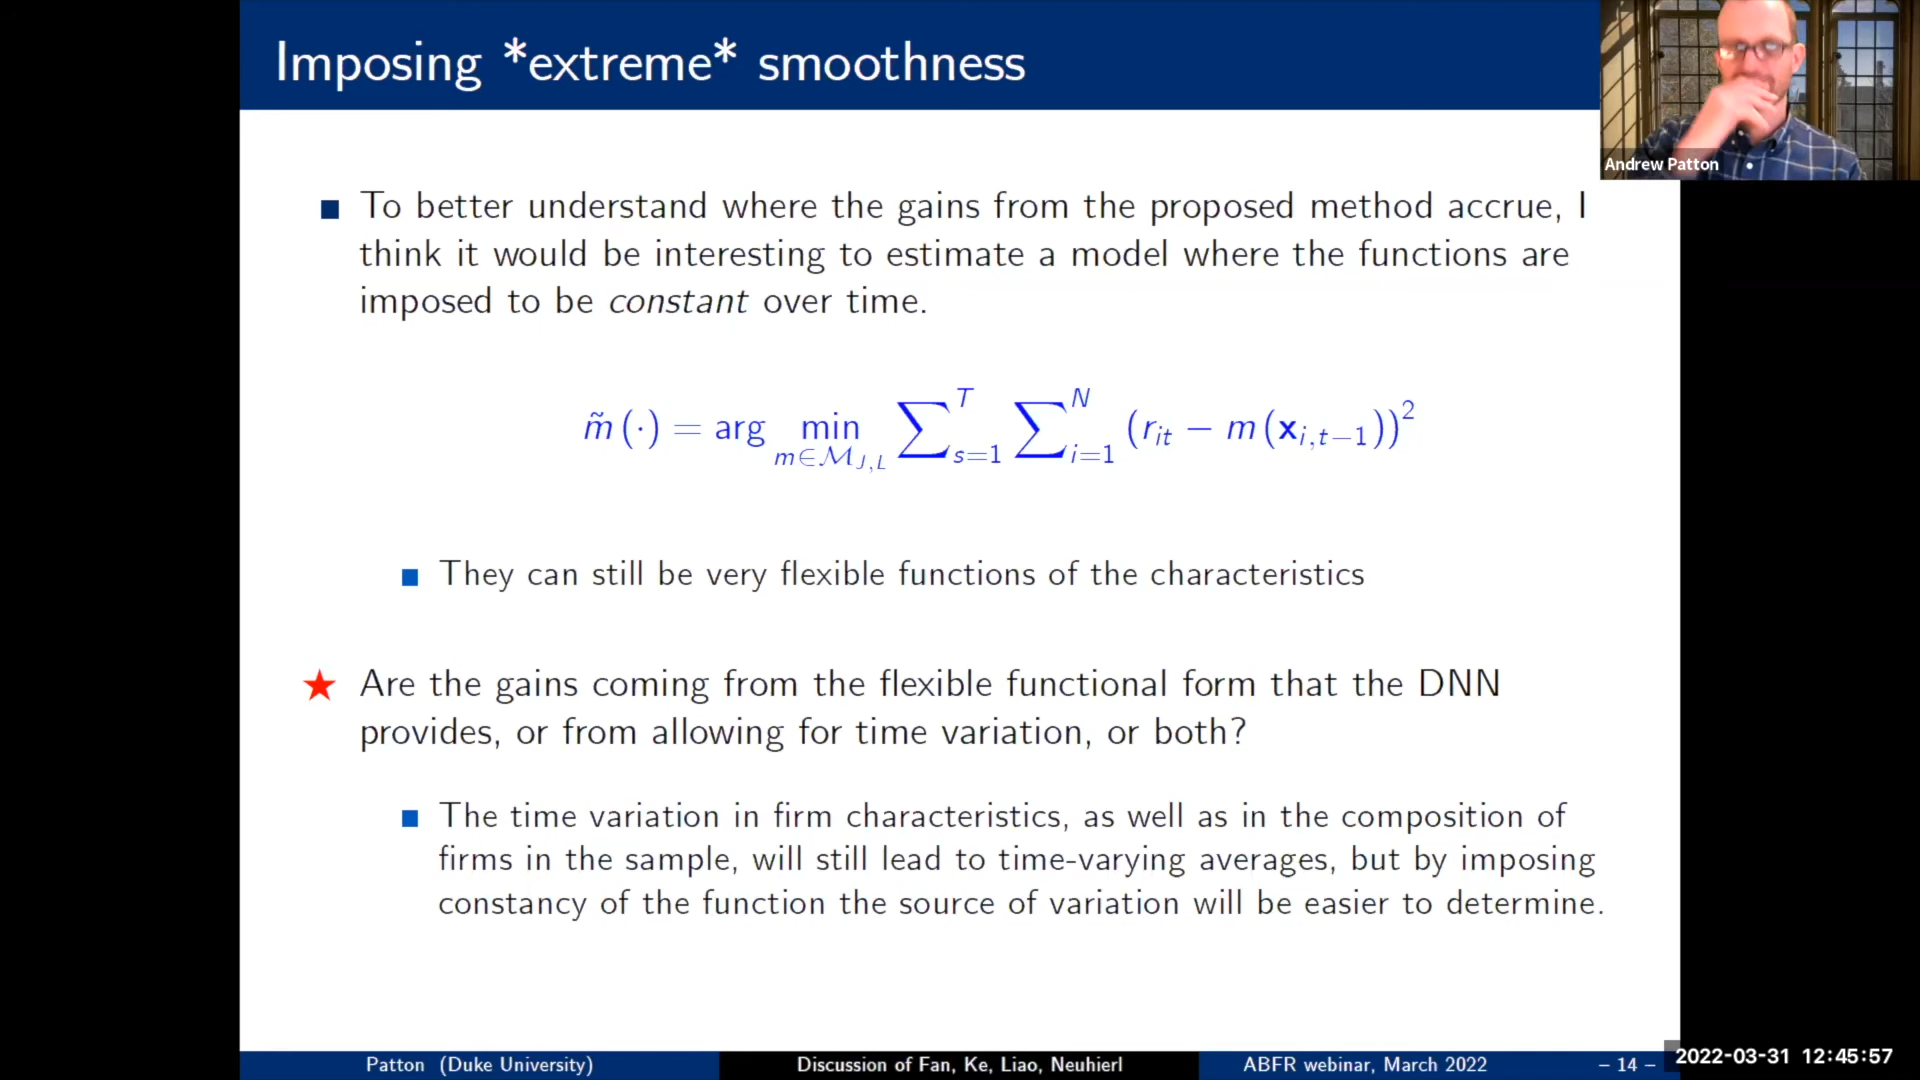 Imposing *extreme* smoothness
Andrew Patton
To better understand where the gains from the proposed method accrue, I
think it would be interesting to estimate a model where the functions are
imposed to be constant over time.
m̃ (·) = arg min_{m∈ℳ_{J,L}} ∑_{s=1}^{T} ∑_{i=1}^{N} (r_{it} − m (x_{i,t−1}))^2
They can still be very flexible functions of the characteristics
★ Are the gains coming from the flexible functional form that the DNN
provides, or from allowing for time variation, or both?
The time variation in firm characteristics, as well as in the composition of
firms in the sample, will still lead to time-varying averages, but by imposing
constancy of the function the source of variation will be easier to determine.
Patton (Duke University)
Discussion of Fan, Ke, Liao, Neuhierl
ABFR webinar, March 2022
– 14 –
2022-03-31 12:45:57